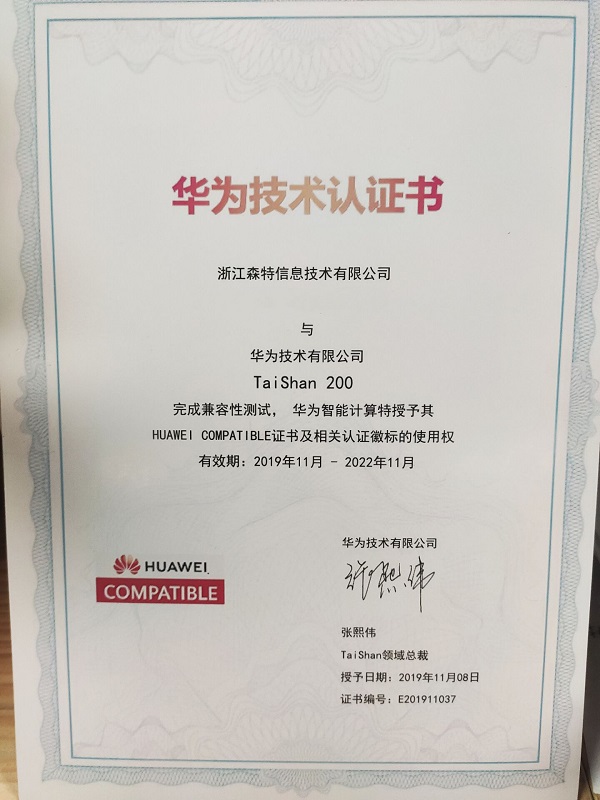 华为技术认证书
浙江森特信息技术有限公司
与
华为技术有限公司
TaiShan 200
完成兼容性测试， 华为智能计算特授予其
HUAWEI COMPATIBLE证书及相关认证徽标的使用权
有效期：2019年11月 - 2022年11月
HUAWEI
COMPATIBLE
华为技术有限公司
张熙伟
张熙伟
TaiShan领域总裁
授予日期：2019年11月08日
证书编号：E201911037